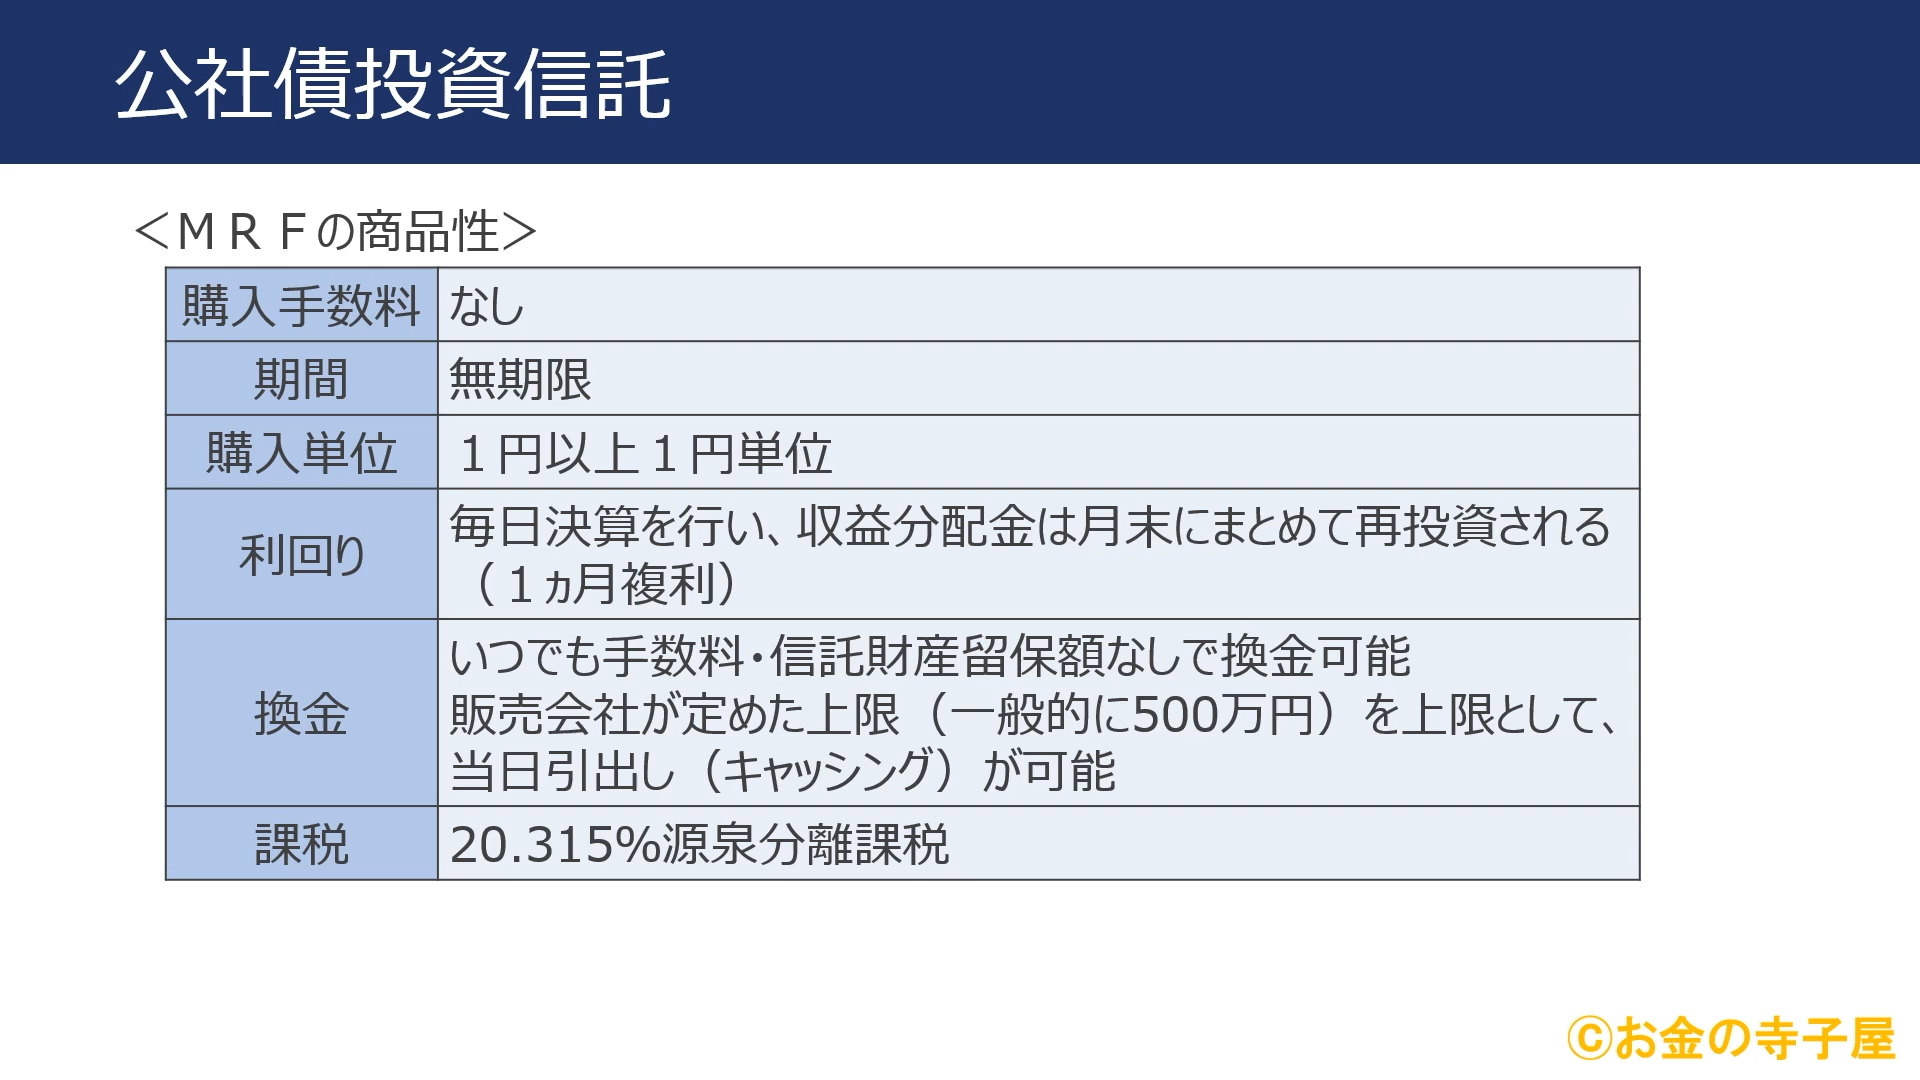 公社債投資信託
＜ＭＲＦの商品性＞
購入手数料 なし
期間 無期限
購入単位 １円以上１円単位
利回り 毎日決算を行い、収益分配金は月末にまとめて再投資される
（１ヵ月複利）
換金 いつでも手数料・信託財産留保額なしで換金可能
販売会社が定めた上限（一般的に500万円）を上限として、
当日引出し（キャッシング）が可能
課税 20.315%源泉分離課税
©お金の寺子屋